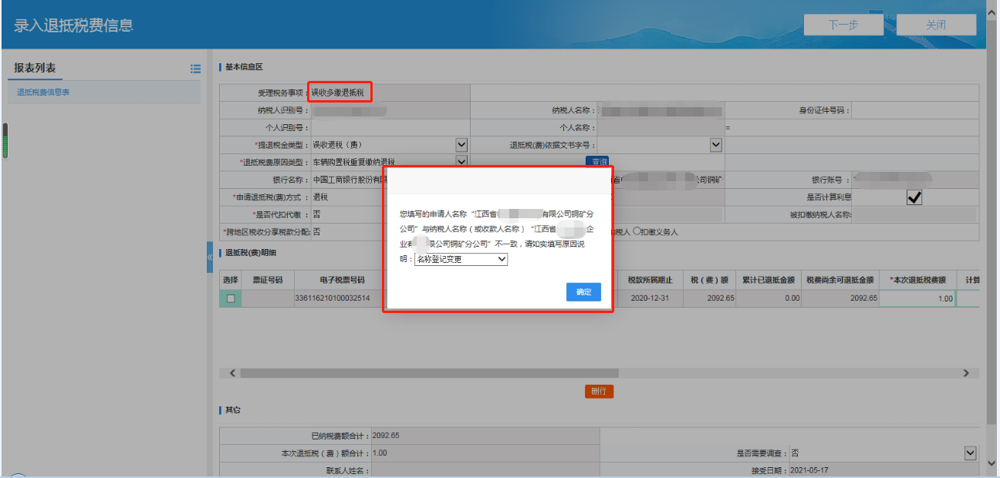 录入退抵税费信息
下一步
关闭
报表列表
退抵税费信息表
基本信息区
受理税务事项： 误收多缴退抵税
纳税人识别号： 纳税人名称： 身份证件号码：
个人识别号： 个人名称： =
*提退税金类型： 误收退税（费） 退抵税(费)依据文书字号：
*退抵税费原因类型： 车辆购置税重复缴纳退税 查询
银行名称： 中国工商银行股份有限 公司铜矿 银行账号：
*申请退抵税(费)方式： 退税 是否计算利息
*是否代扣代缴： 否 被扣缴纳税人名称:
*跨地区税收分享税款分配: 否 纳税人 扣缴义务人
您填写的申请人名称“江西省 有限公司铜矿分
公司”与纳税人名称（或收款人名称）“江西省 企
业有 限公司铜矿分公司”不一致，请如实填写原因说
明： 名称登记变更
确定
退抵税(费)明细
选择 票证号码 电子税票号码 税款所属期止 税（费）额 累计已退抵金额 税费尚余可退抵金额 *本次退抵税费额 计算
336116210100032514 2020-12-31 2092.65 0.00 2092.65 1.00
删行
其它
已纳税费额合计： 2092.65
本次退抵税（费）额合计： 1.00 是否需要调查： 否
联系人姓名： 接受日期： 2021-05-17